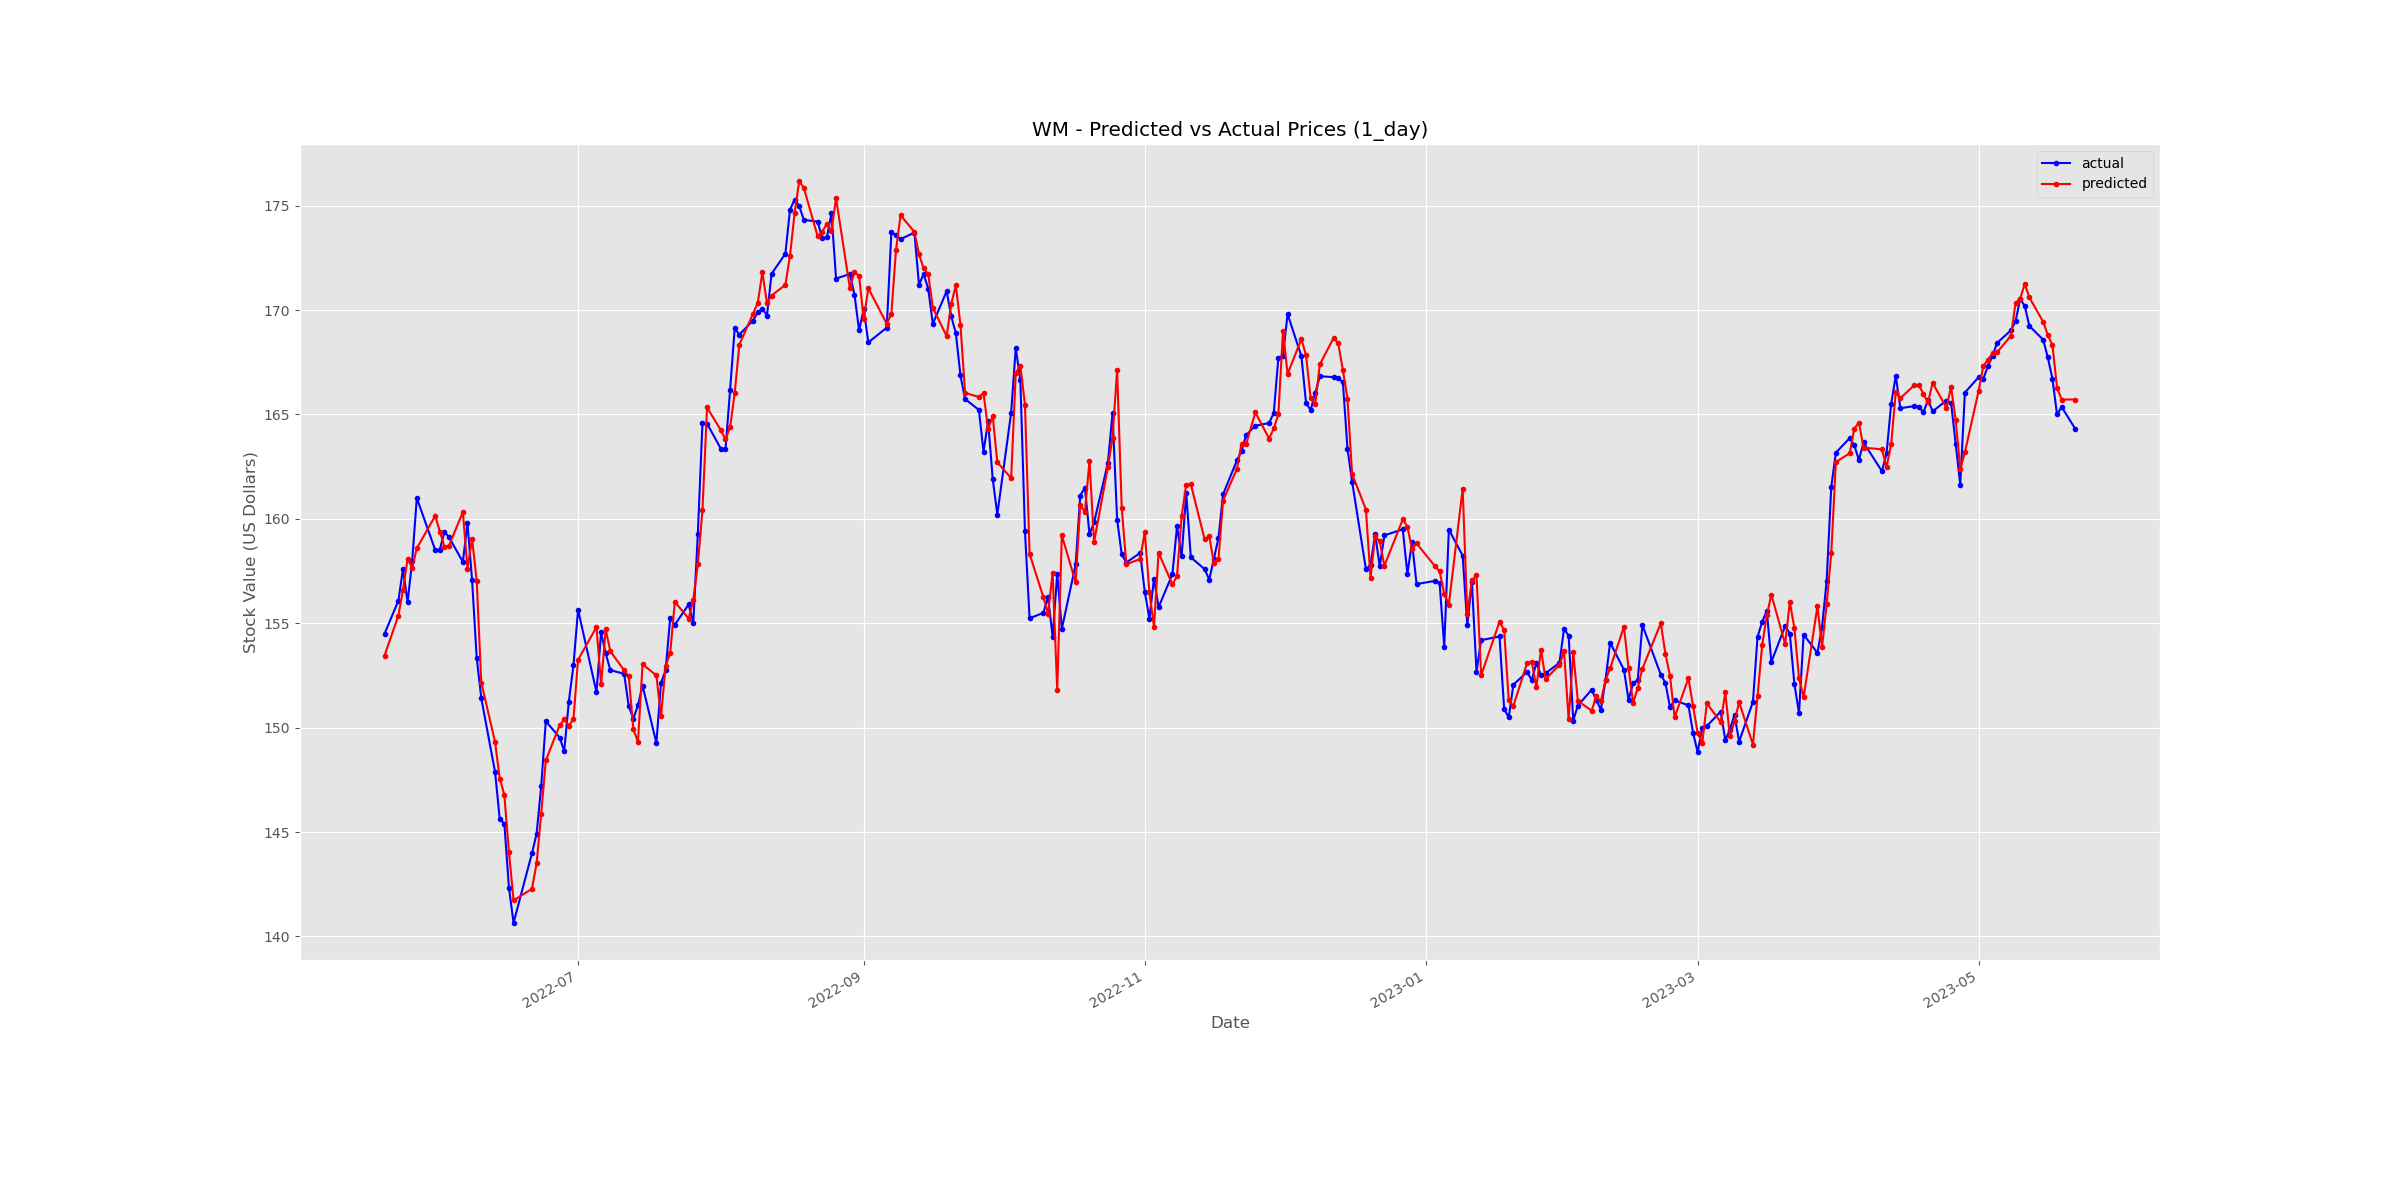 WM - Predicted vs Actual Prices (1_day)
actual
predicted
Stock Value (US Dollars)
175
170
165
160
155
150
145
140
2022-07
2022-09
2022-11
2023-01
2023-03
2023-05
Date